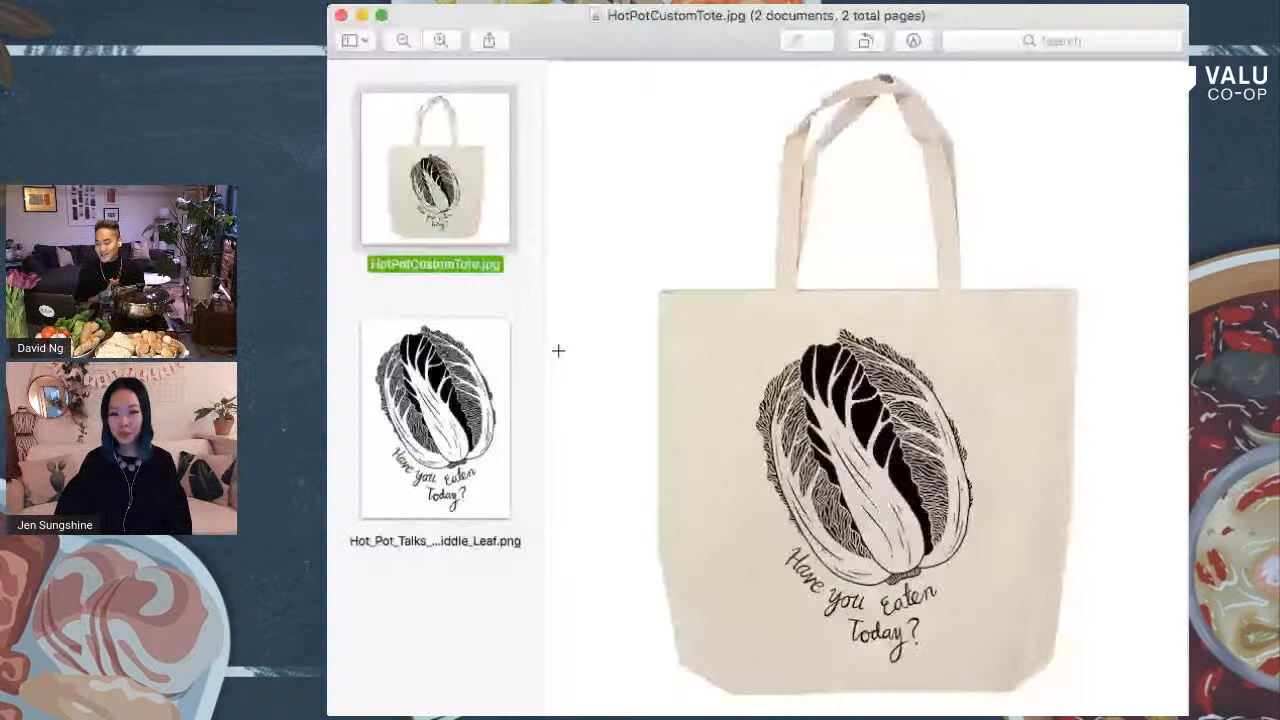 HotPotCustomTote.jpg (2 documents, 2 total pages)
Search
VALU
CO-OP
HotPotCustomTote.jpg
Have you Eaten
Today?
Hot_Pot_Talks_...iddle_Leaf.png
Have you Eaten
Today?
David Ng
Jen Sungshine